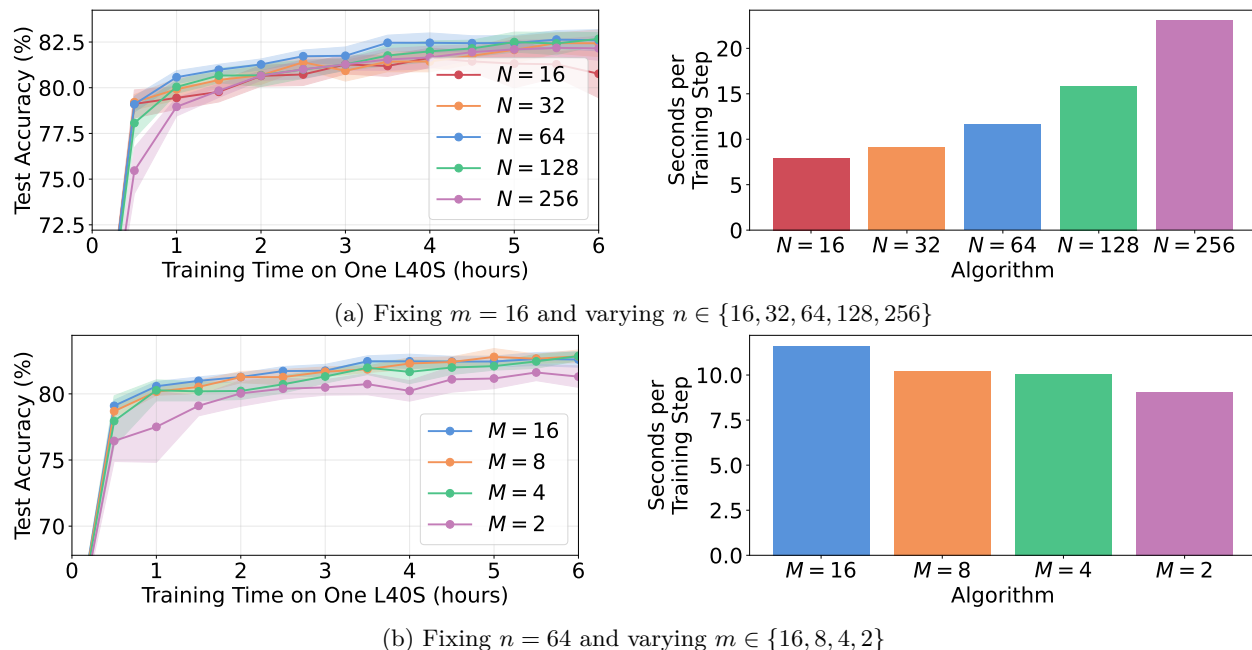 82.5
80.0
77.5
75.0
72.5
Test Accuracy (%)
N = 16
N = 32
N = 64
N = 128
N = 256
0 1 2 3 4 5 6
Training Time on One L40S (hours)
20
15
10
5
0
Seconds per
Training Step
N = 16 N = 32 N = 64 N = 128 N = 256
Algorithm
(a) Fixing m = 16 and varying n ∈ {16, 32, 64, 128, 256}
80
75
70
Test Accuracy (%)
M = 16
M = 8
M = 4
M = 2
0 1 2 3 4 5 6
Training Time on One L40S (hours)
10.0
7.5
5.0
2.5
0.0
Seconds per
Training Step
M = 16 M = 8 M = 4 M = 2
Algorithm
(b) Fixing n = 64 and varying m ∈ {16, 8, 4, 2}